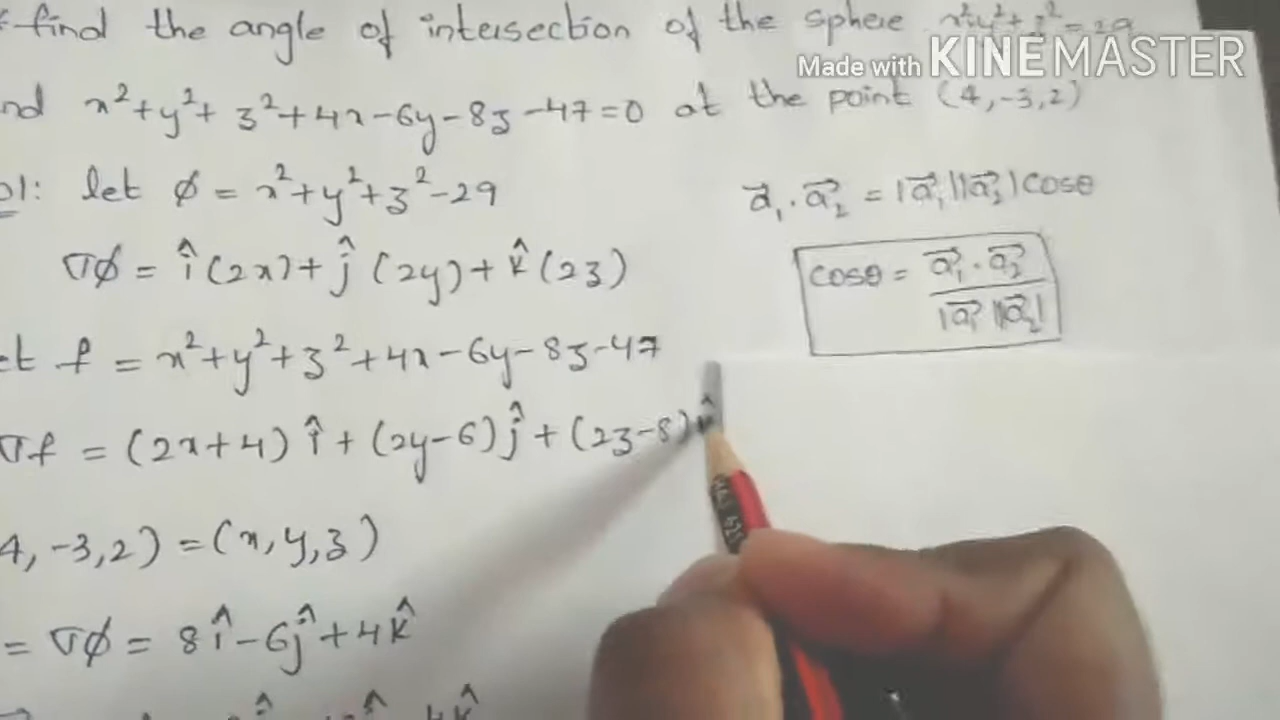 find the angle of intersection of the sphere x²+y²+z²=29
Made with KINEMASTER
nd x²+y²+z²+4x-6y-8z-47=0 at the point (4,-3,2)
ol: let φ = x²+y²+z²-29
∇φ = î(2x)+ĵ(2y)+k̂(2z)
a⃗₁.a⃗₂ = |a⃗₁||a⃗₂|cosθ
cosθ = a⃗₁.a⃗₂ / |a⃗₁||a⃗₂|
et f = x²+y²+z²+4x-6y-8z-47
∇f = (2x+4)î+(2y-6)ĵ+(2z-8)k̂
4,-3,2)=(x,y,z)
= ∇φ = 8î-6ĵ+4k̂